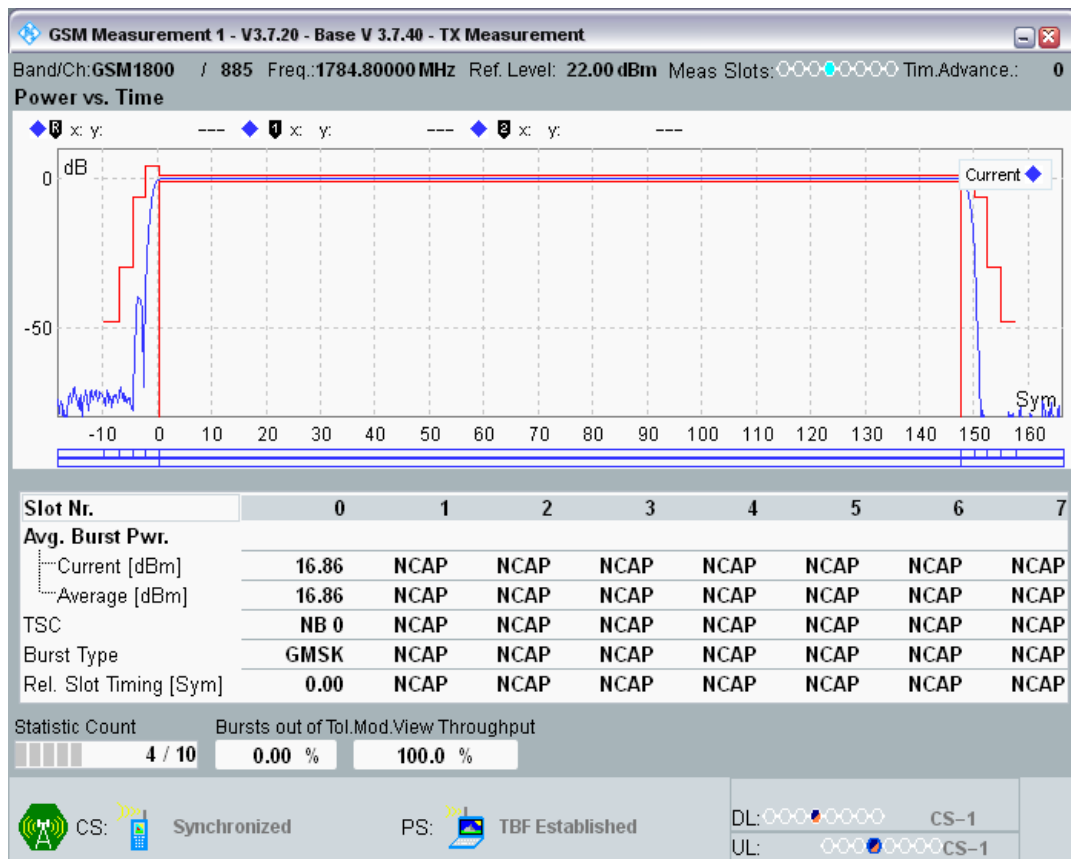 GSM Measurement 1 - V3.7.20 - Base V 3.7.40 - TX Measurement
Band/Ch:GSM1800 / 885 Freq.:1784.80000 MHz Ref. Level: 22.00 dBm Meas Slots: Tim.Advance.: 0
Power vs. Time
R x: y: --- 1 x: y: --- 2 x: y: ---
dB
Current
0
-50
Sym
-10 0 10 20 30 40 50 60 70 80 90 100 110 120 130 140 150 160
Slot Nr. 0 1 2 3 4 5 6 7
Avg. Burst Pwr.
Current [dBm] 16.86 NCAP NCAP NCAP NCAP NCAP NCAP NCAP
Average [dBm] 16.86 NCAP NCAP NCAP NCAP NCAP NCAP NCAP
TSC NB 0 NCAP NCAP NCAP NCAP NCAP NCAP NCAP
Burst Type GMSK NCAP NCAP NCAP NCAP NCAP NCAP NCAP
Rel. Slot Timing [Sym] 0.00 NCAP NCAP NCAP NCAP NCAP NCAP NCAP
Statistic Count Bursts out of Tol.Mod.View Throughput
4 / 10 0.00 % 100.0 %
CS: Synchronized PS: TBF Established
DL: CS-1
UL: CS-1